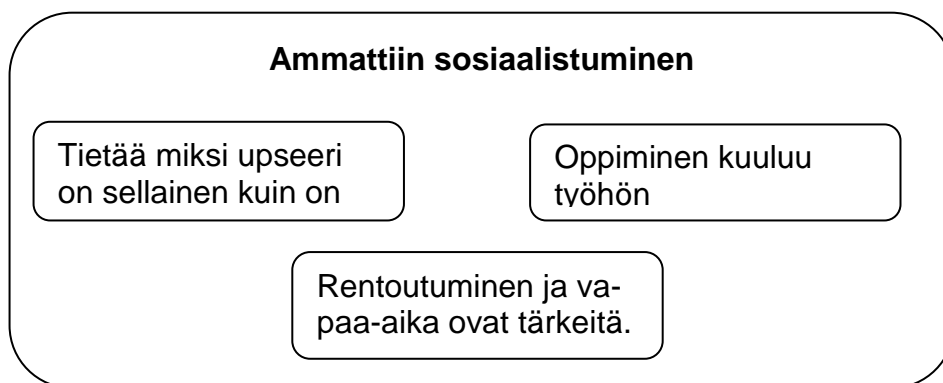 Ammattiin sosiaalistuminen
Tietää miksi upseeri
on sellainen kuin on
Oppiminen kuuluu
työhön
Rentoutuminen ja va-
paa-aika ovat tärkeitä.